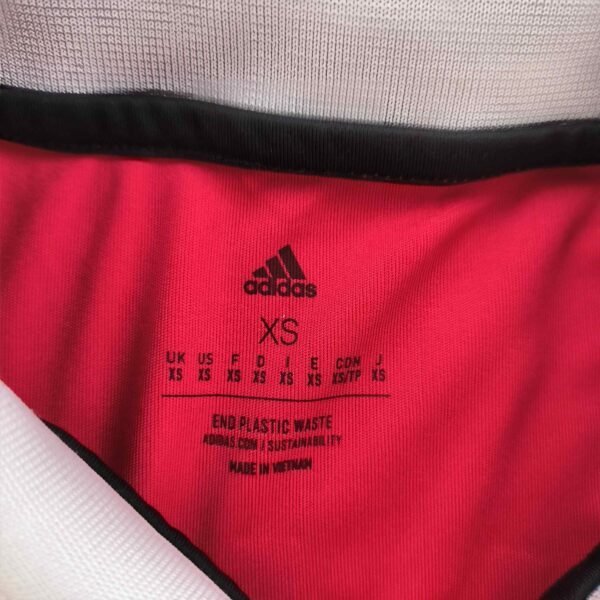 adidas
XS
UK US F D I E CDN J
XS XS XS XS XS XS XS/TP XS
END PLASTIC WASTE
ADIDAS.COM / SUSTAINABILITY
MADE IN VIETNAM